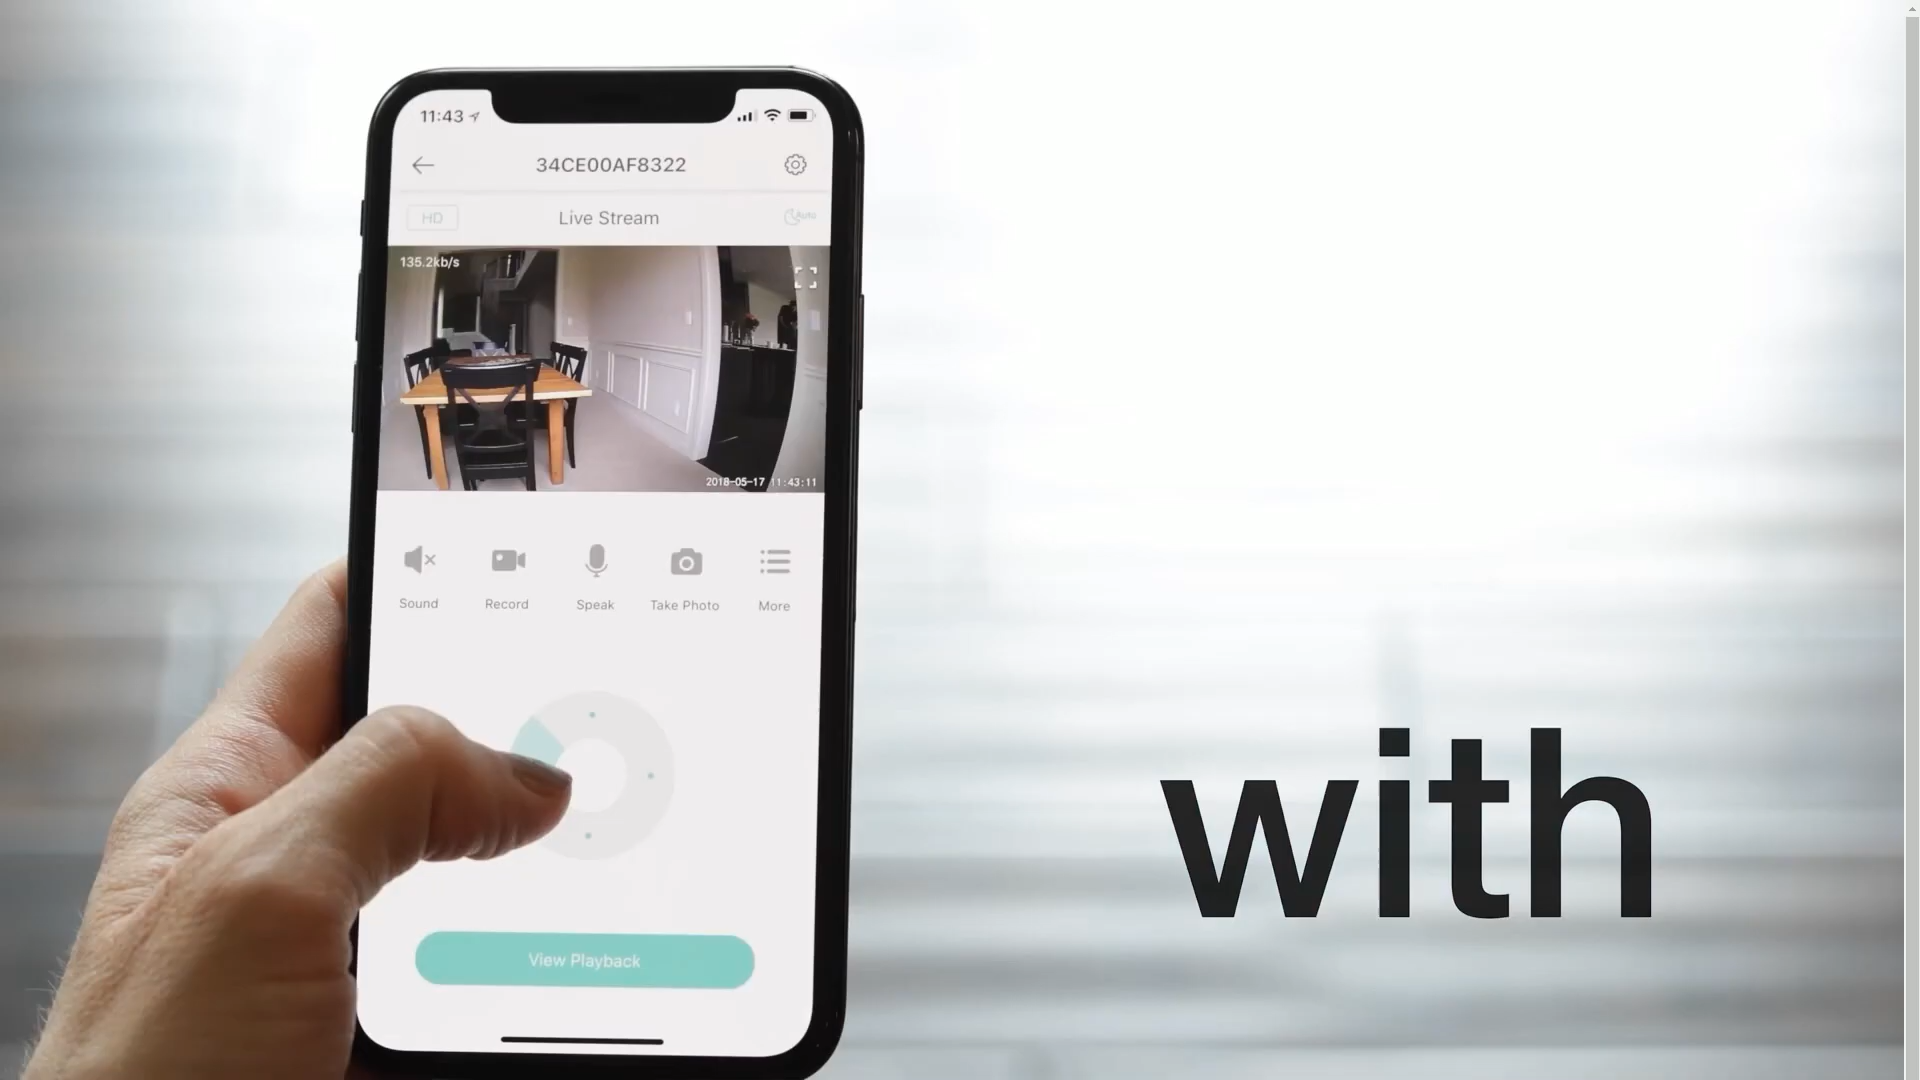 11:43
34CE00AF8322
HD
Live Stream
Auto
135.2kb/s
2018-05-17 11:43:11
Sound
Record
Speak
Take Photo
More
View Playback
with